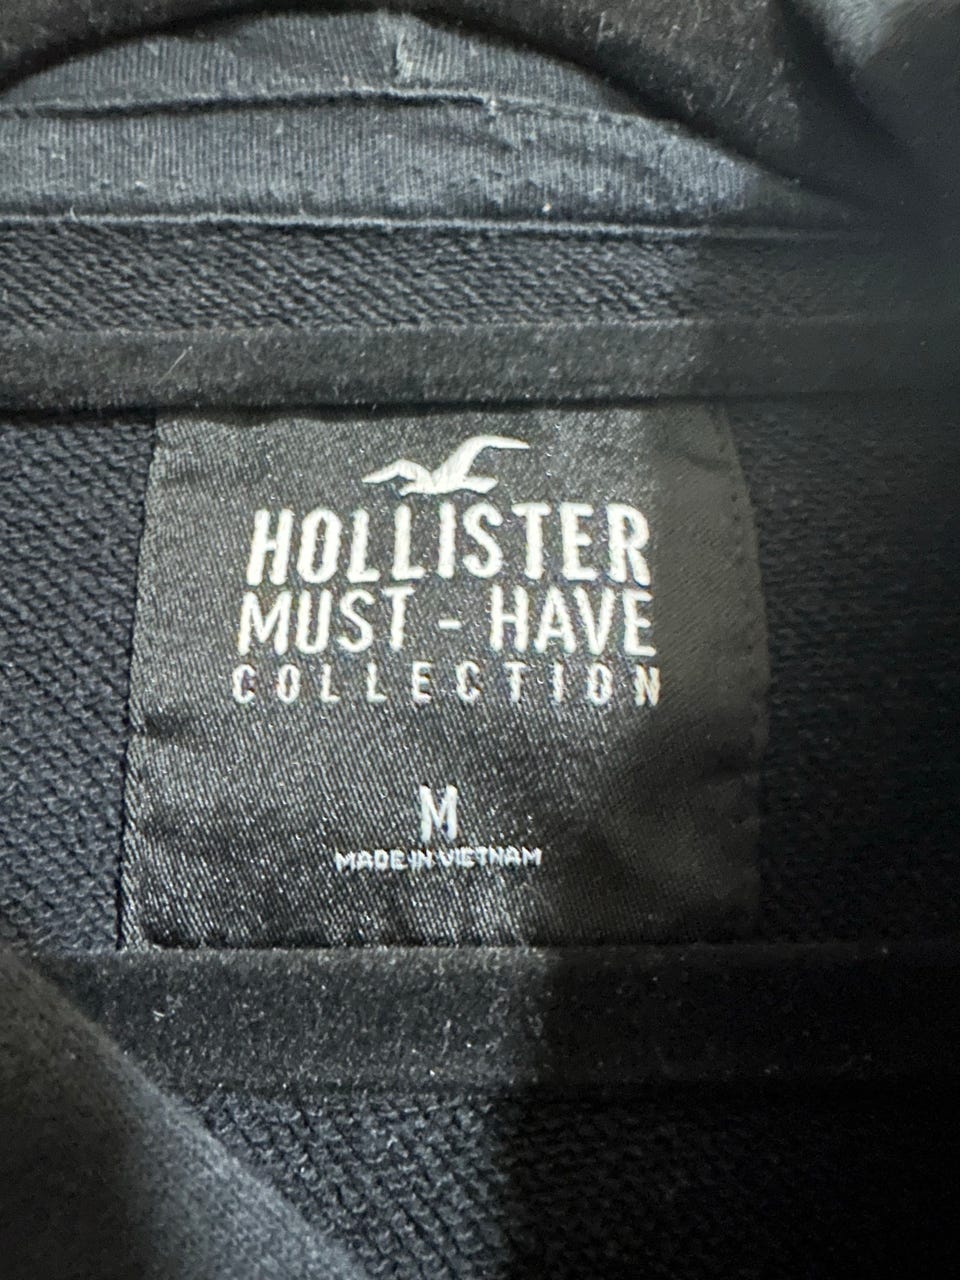 HOLLISTER
MUST - HAVE
COLLECTION
M
MADE IN VIETNAM